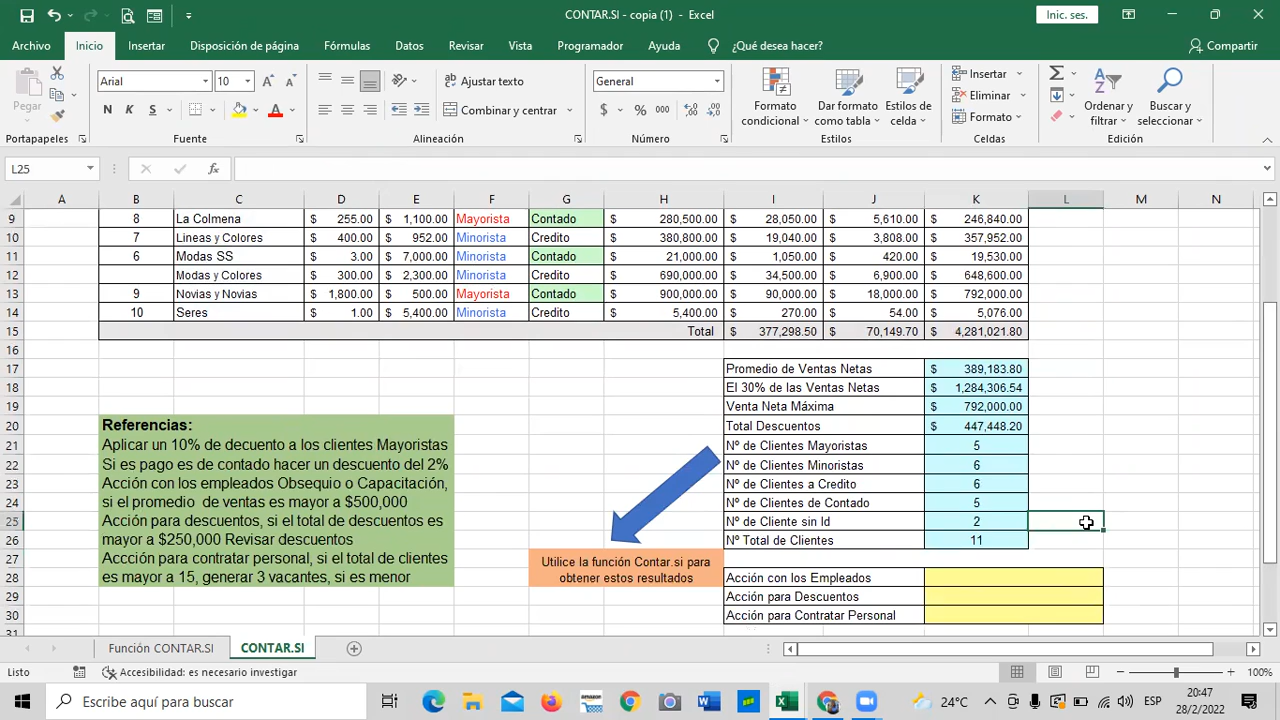 CONTAR.SI - copia (1) - Excel
Inic. ses.
Archivo Inicio Insertar Disposición de página Fórmulas Datos Revisar Vista Programador Ayuda ¿Qué desea hacer? Compartir
Pegar
Arial 10
N K S
Ajustar texto
Combinar y centrar
General
$ % 000
Formato condicional
Dar formato como tabla
Estilos de celda
Insertar
Eliminar
Formato
Ordenar y filtrar
Buscar y seleccionar
Portapapeles Fuente Alineación Número Estilos Celdas Edición
L25 fx
A B C D E F G H I J K L M N
9 8 La Colmena $ 255.00 $ 1,100.00 Mayorista Contado $ 280,500.00 $ 28,050.00 $ 5,610.00 $ 246,840.00
10 7 Lineas y Colores $ 400.00 $ 952.00 Minorista Credito $ 380,800.00 $ 19,040.00 $ 3,808.00 $ 357,952.00
11 6 Modas SS $ 3.00 $ 7,000.00 Minorista Contado $ 21,000.00 $ 1,050.00 $ 420.00 $ 19,530.00
12 Modas y Colores $ 300.00 $ 2,300.00 Minorista Credito $ 690,000.00 $ 34,500.00 $ 6,900.00 $ 648,600.00
13 9 Novias y Novias $ 1,800.00 $ 500.00 Mayorista Contado $ 900,000.00 $ 90,000.00 $ 18,000.00 $ 792,000.00
14 10 Seres $ 1.00 $ 5,400.00 Minorista Credito $ 5,400.00 $ 270.00 $ 54.00 $ 5,076.00
15 Total $ 377,298.50 $ 70,149.70 $ 4,281,021.80
16
17 Promedio de Ventas Netas $ 389,183.80
18 El 30% de las Ventas Netas $ 1,284,306.54
19 Venta Neta Máxima $ 792,000.00
20 Total Descuentos $ 447,448.20
21 Nº de Clientes Mayoristas 5
22 Nº de Clientes Minoristas 6
23 Nº de Clientes a Credito 6
24 Nº de Clientes de Contado 5
25 Nº de Cliente sin Id 2
26 Nº Total de Clientes 11
27
28 Acción con los Empleados
29 Acción para Descuentos
30 Acción para Contratar Personal
31
Referencias:
Aplicar un 10% de decuento a los clientes Mayoristas
Si es pago es de contado hacer un descuento del 2%
Acción con los empleados Obsequio o Capacitación,
si el promedio de ventas es mayor a $500,000
Acción para descuentos, si el total de descuentos es
mayor a $250,000 Revisar descuentos
Accción para contratar personal, si el total de clientes
es mayor a 15, generar 3 vacantes, si es menor
Utilice la función Contar.si para
obtener estos resultados
Función CONTAR.SI CONTAR.SI
Listo Accesibilidad: es necesario investigar 100%
Escribe aquí para buscar
amazon
24°C ESP 20:47
28/2/2022